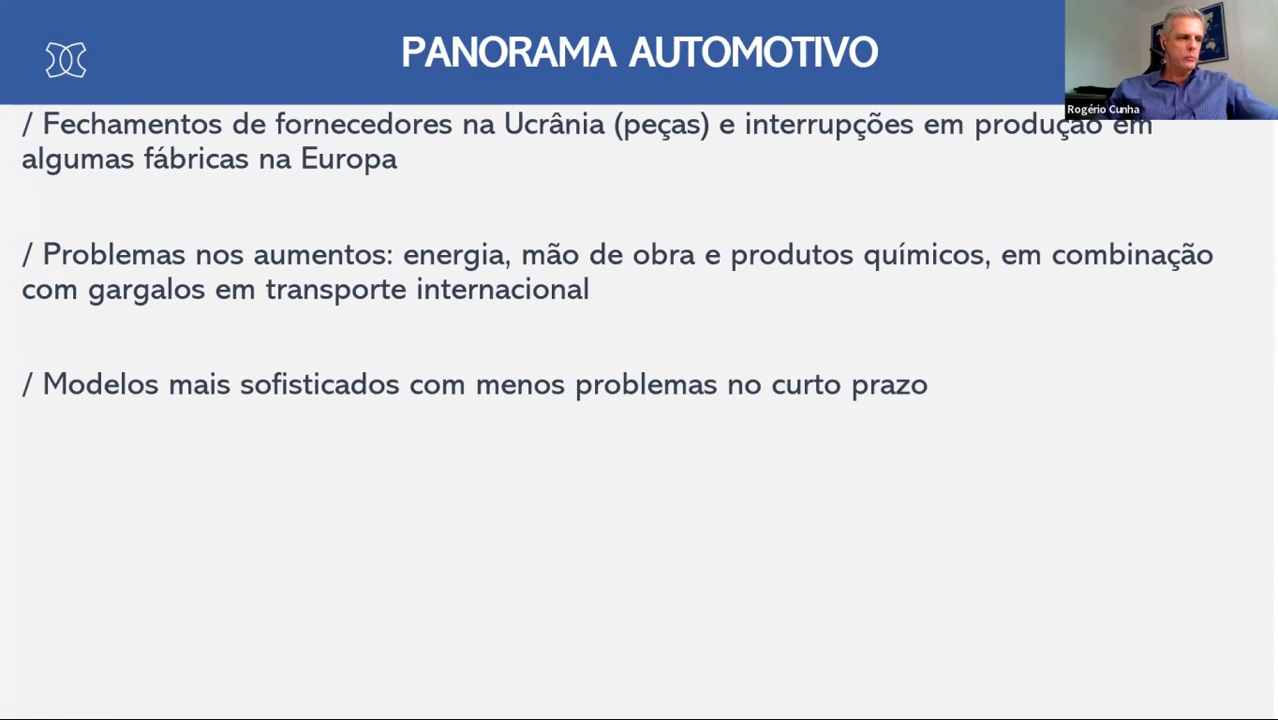 PANORAMA AUTOMOTIVO
Rogério Cunha
/ Fechamentos de fornecedores na Ucrânia (peças) e interrupções em produção em
algumas fábricas na Europa
/ Problemas nos aumentos: energia, mão de obra e produtos químicos, em combinação
com gargalos em transporte internacional
/ Modelos mais sofisticados com menos problemas no curto prazo